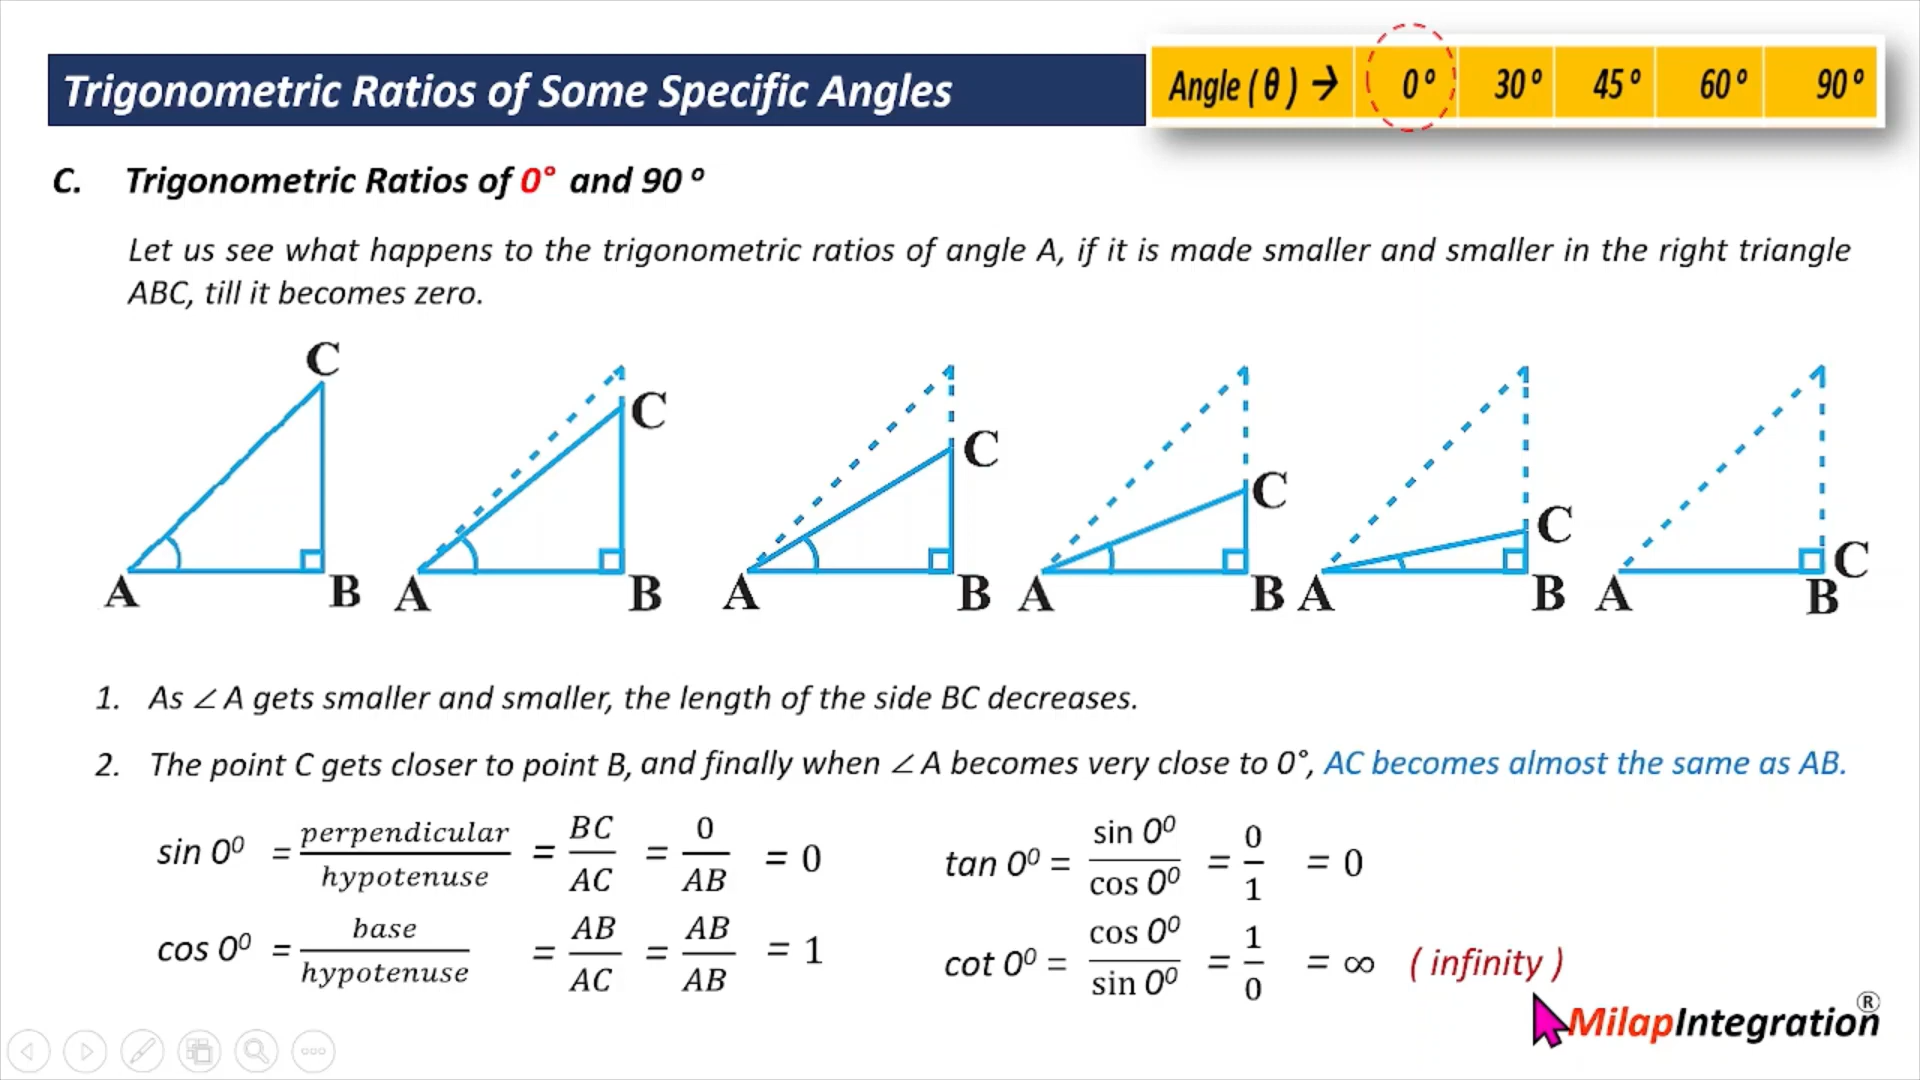 Trigonometric Ratios of Some Specific Angles
Angle ( θ ) → 0° 30° 45° 60° 90°
C. Trigonometric Ratios of 0° and 90 °
Let us see what happens to the trigonometric ratios of angle A, if it is made smaller and smaller in the right triangle
ABC, till it becomes zero.
C
A B
C
A B
C
A B
C
A B
C
A B
C
A B
1. As ∠A gets smaller and smaller, the length of the side BC decreases.
2. The point C gets closer to point B, and finally when ∠A becomes very close to 0°, AC becomes almost the same as AB.
sin 0⁰ = perpendicular/hypotenuse = BC/AC = 0/AB = 0
cos 0⁰ = base/hypotenuse = AB/AC = AB/AB = 1
tan 0⁰ = sin 0⁰/cos 0⁰ = 0/1 = 0
cot 0⁰ = cos 0⁰/sin 0⁰ = 1/0 = ∞ ( infinity )
MilapIntegration®